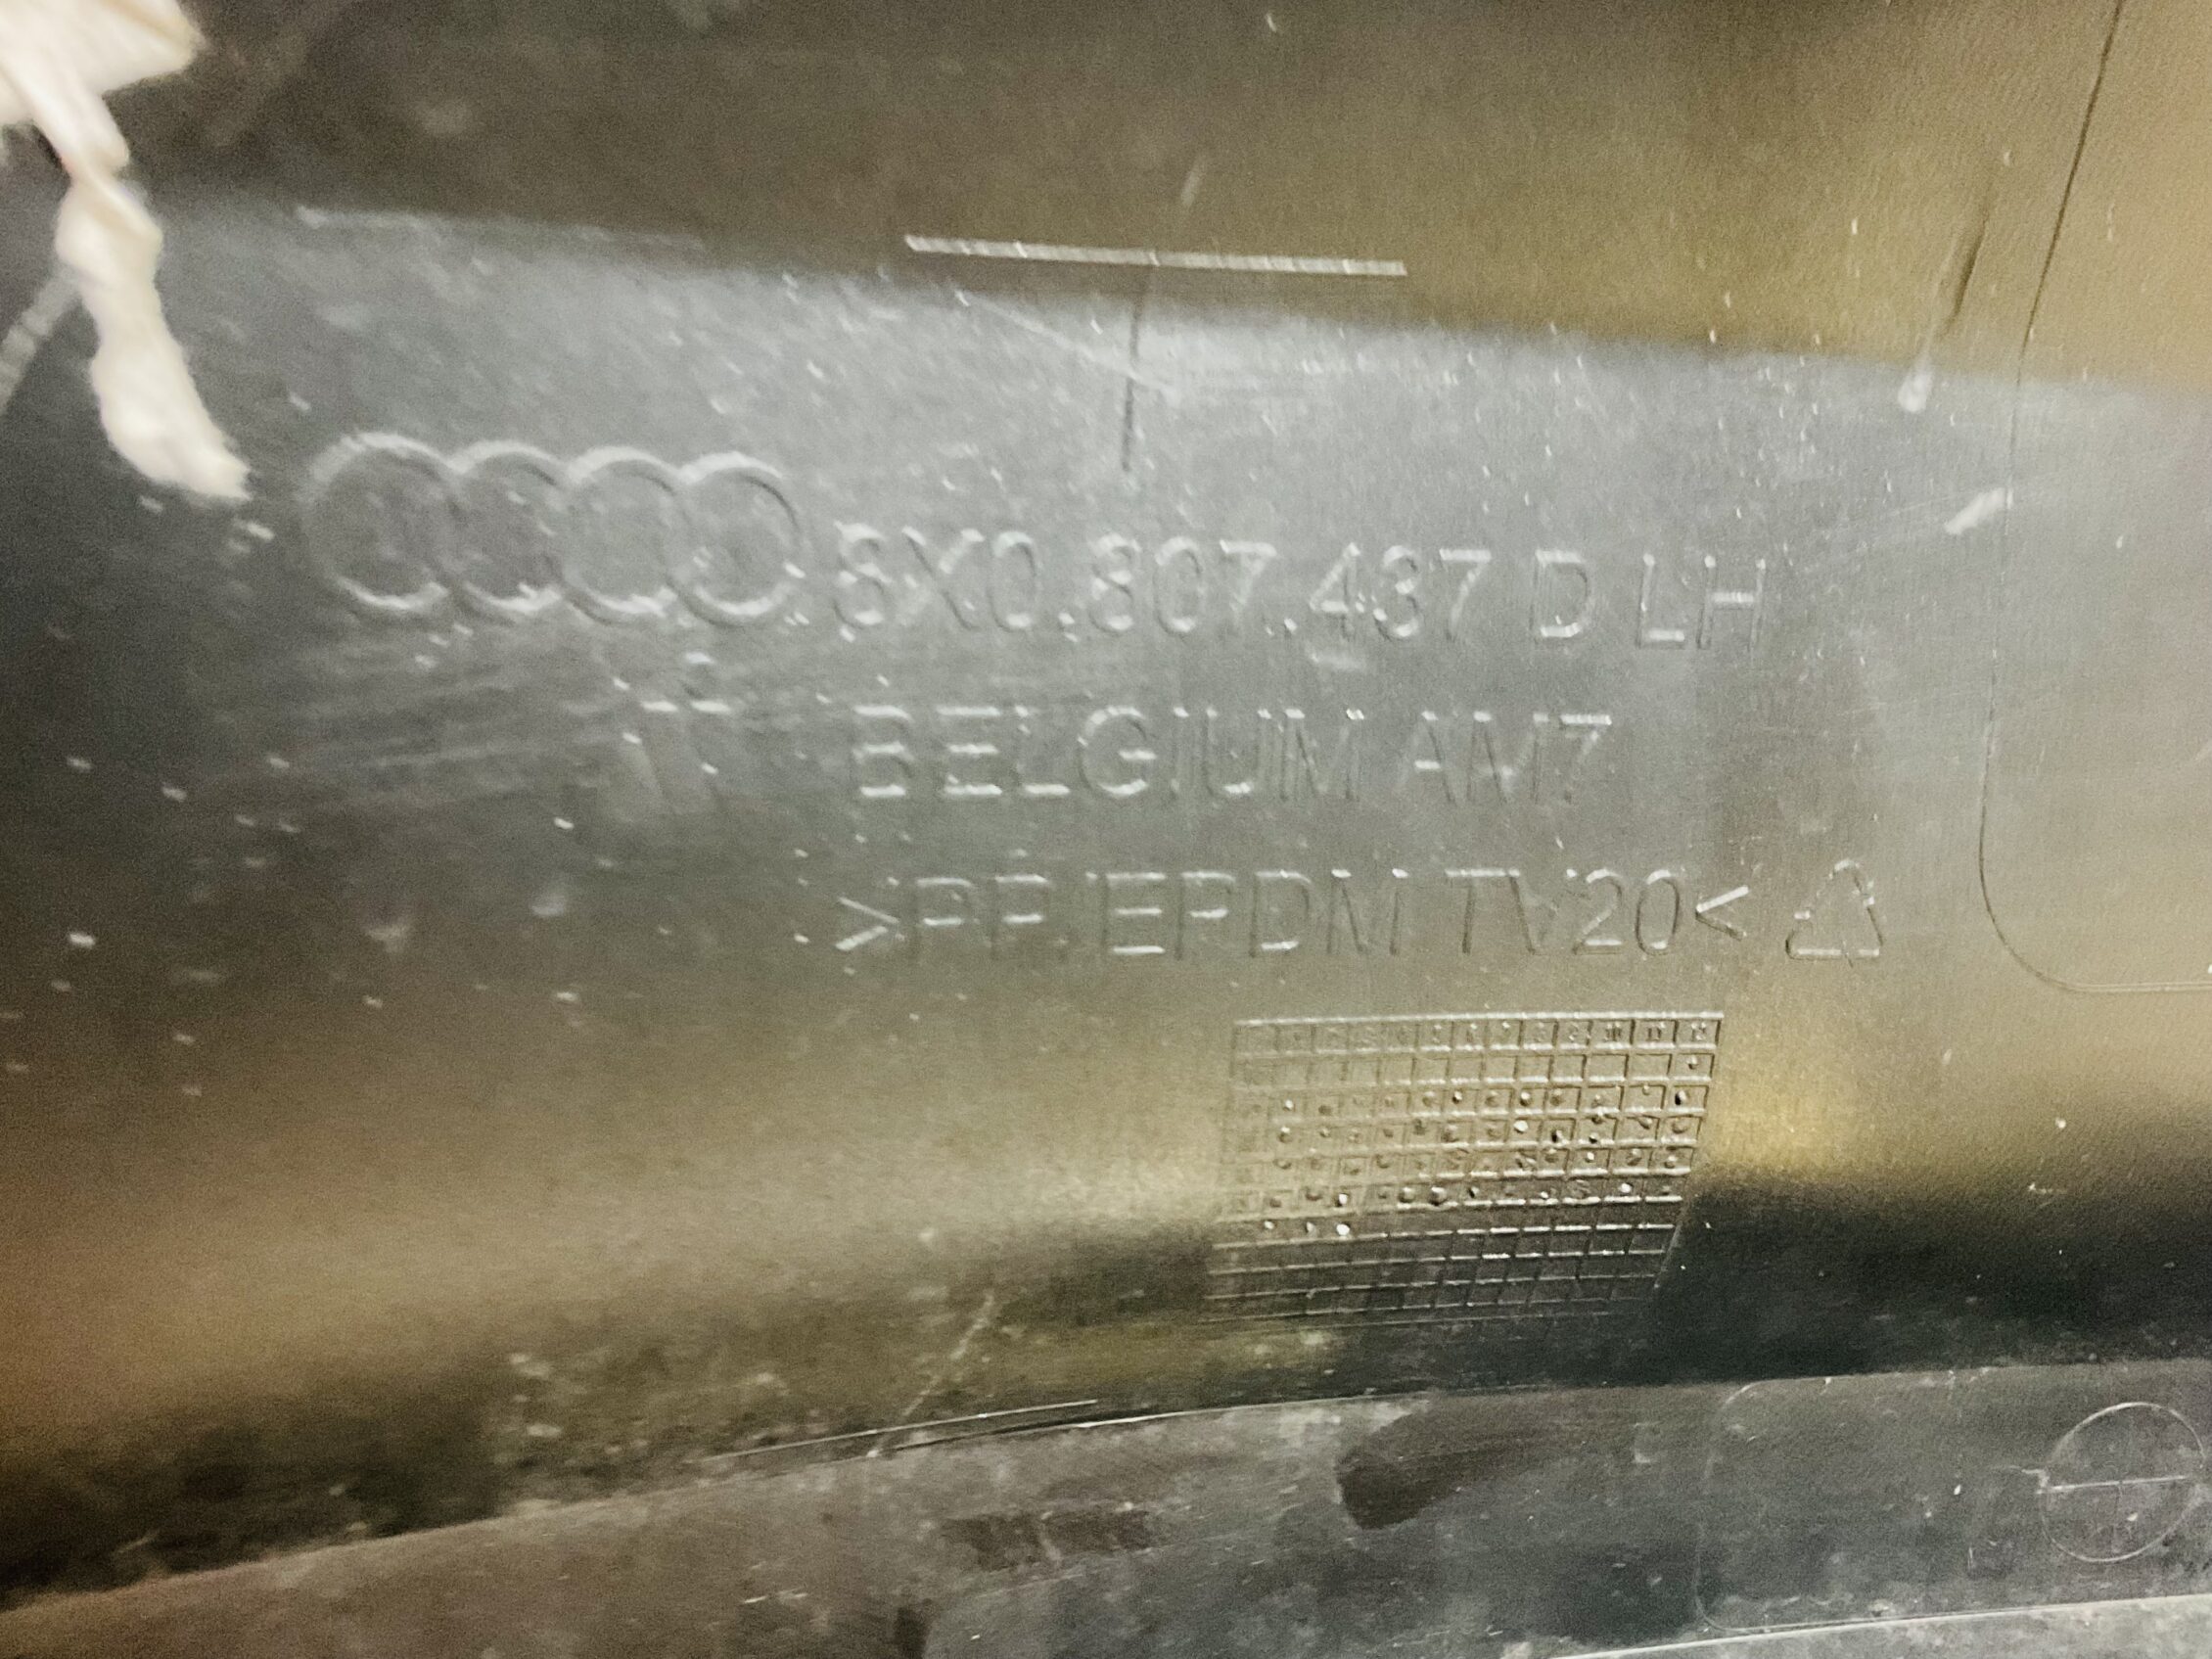 8X0.807.437 D LH
BELGIUM AM7
>PP/EPDM TV20<